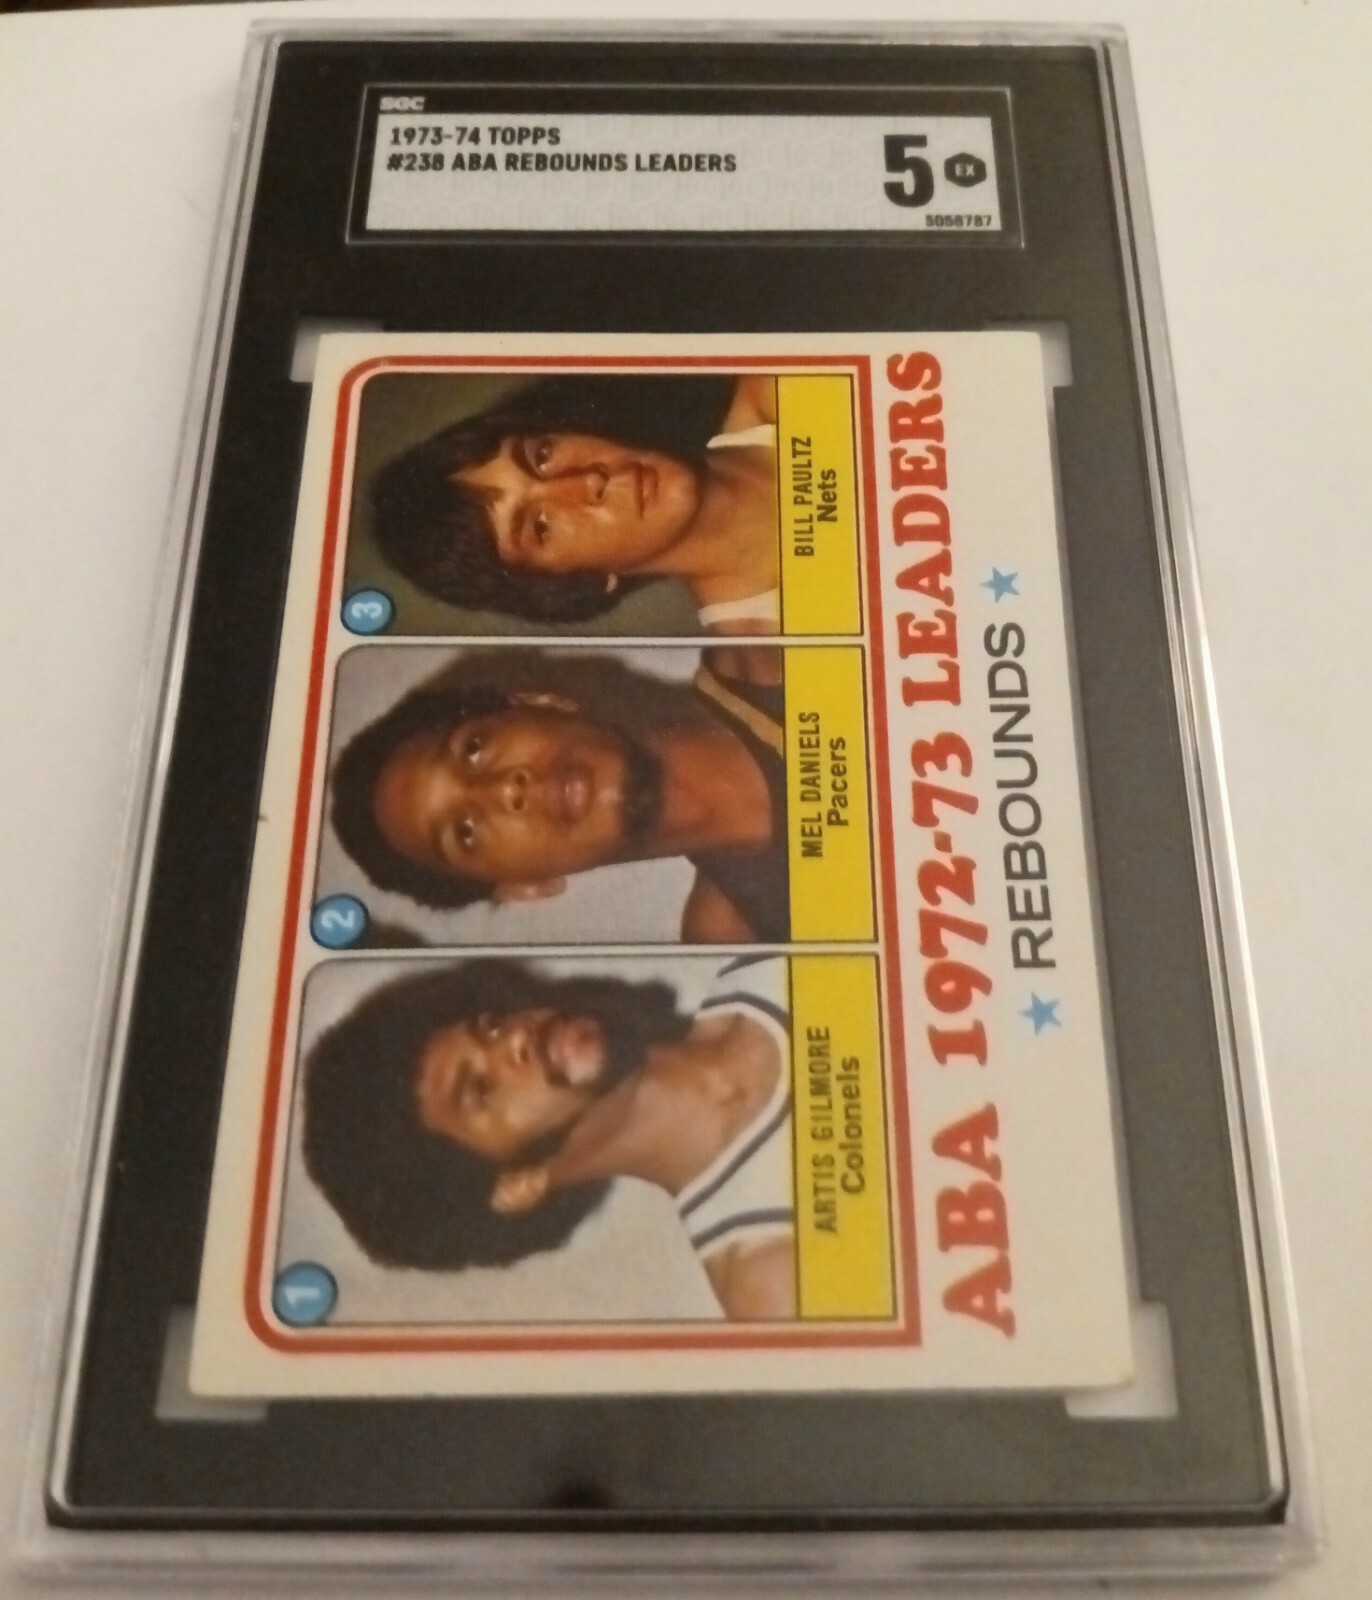 SGC
1973-74 TOPPS
#238 ABA REBOUNDS LEADERS
5 EX
5056787
1
ARTIS GILMORE
Colonels
2
MEL DANIELS
Pacers
3
BILL PAULTZ
Nets
ABA 1972-73 LEADERS
★ REBOUNDS ★